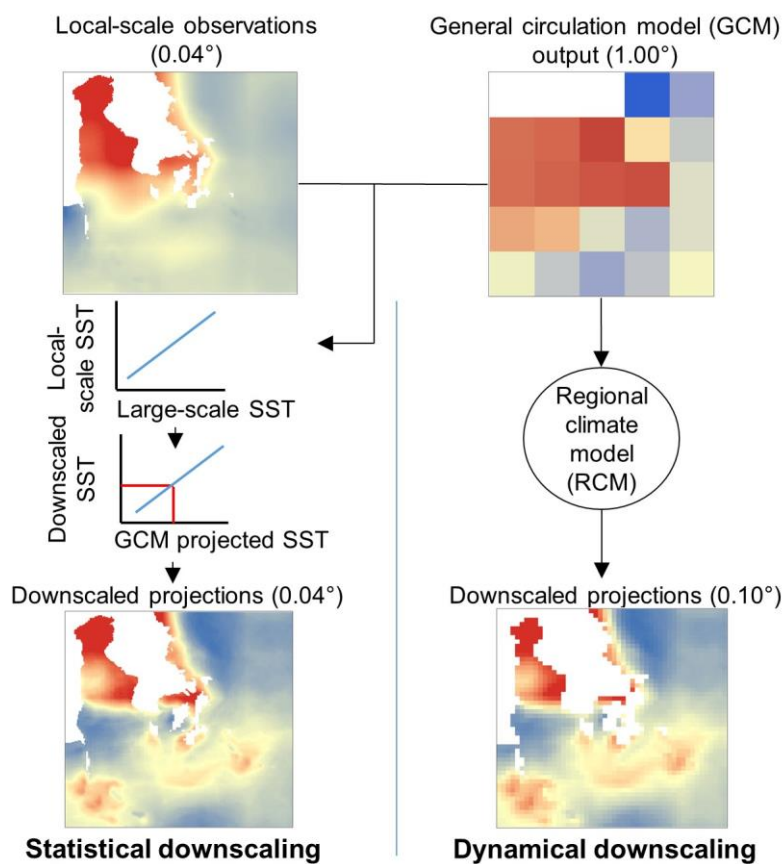 Local-scale observations
(0.04°)
General circulation model (GCM)
output (1.00°)
Local-
scale SST
Large-scale SST
Downscaled
SST
GCM projected SST
Downscaled projections (0.04°)
Statistical downscaling
Regional
climate
model
(RCM)
Downscaled projections (0.10°)
Dynamical downscaling